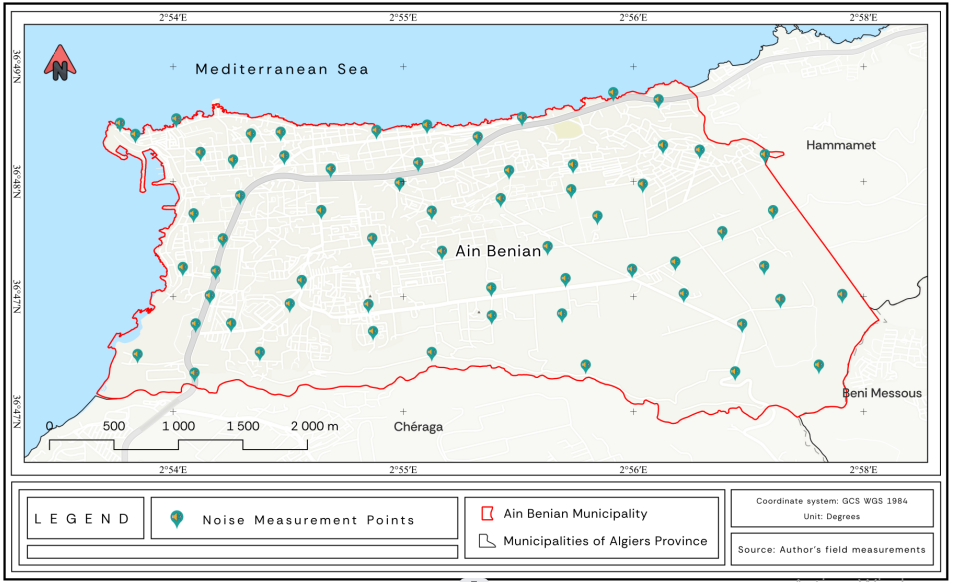 2°54'E 2°55'E 2°56'E 2°58'E
36°49'N
N
Mediterranean Sea
Hammamet
36°48'N
Ain Benian
36°47'N
Beni Messous
36°47'N
0 500 1 000 1 500 2 000 m
Chéraga
2°54'E 2°55'E 2°56'E 2°58'E
LEGEND
Noise Measurement Points
Ain Benian Municipality
Municipalities of Algiers Province
Coordinate system: GCS WGS 1984
Unit: Degrees
Source: Author's field measurements